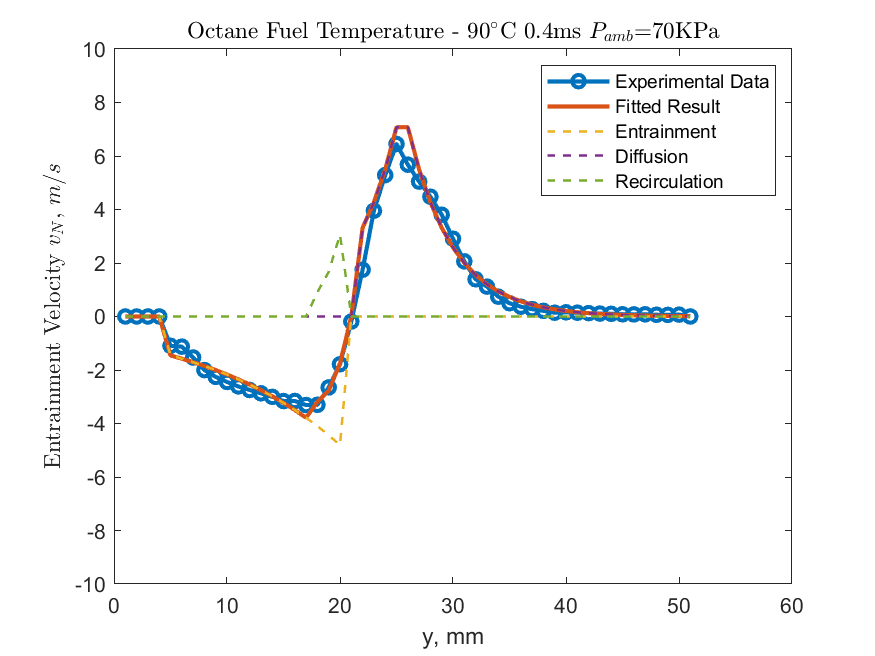 Octane Fuel Temperature - 90°C 0.4ms P_amb=70KPa
Experimental Data
Fitted Result
Entrainment
Diffusion
Recirculation
Entrainment Velocity v_N, m/s
10
8
6
4
2
0
-2
-4
-6
-8
-10
0 10 20 30 40 50 60
y, mm